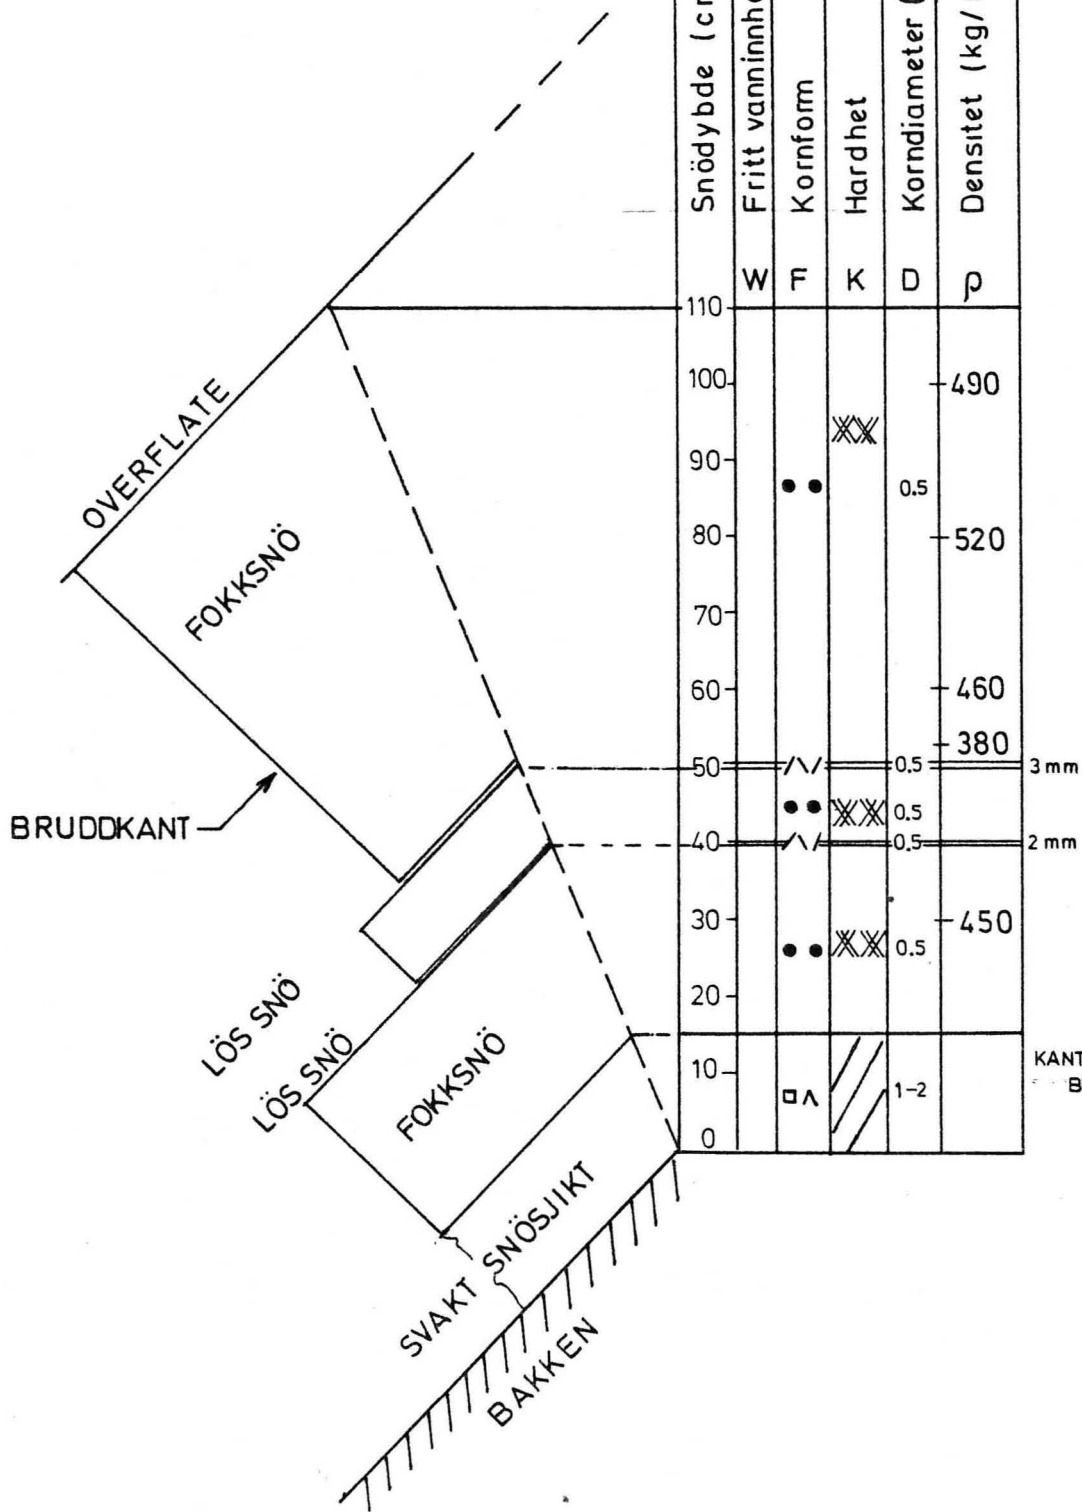 Snödybde (cm
Fritt vanninnho
Kornform
Hardhet
Korndiameter (
Densitet (kg/
W F K D ρ
110
100 490
90
0.5
80 520
70
60 460
380
50 0.5 3 mm
0.5
40 0.5 2 mm
30 450
0.5
20
10 1-2 KANT
B
0
OVERFLATE
FOKKSNÖ
BRUDDKANT
LÖS SNÖ
LÖS SNÖ
FOKKSNÖ
SVAKT SNÖSJIKT
BAKKEN